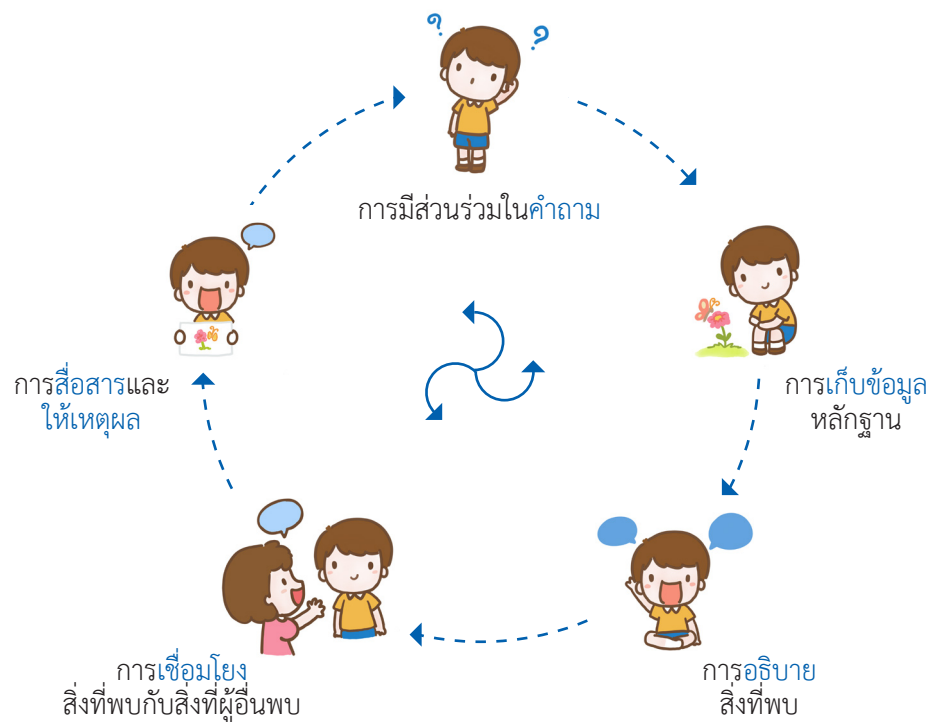 ? ?
การมีส่วนร่วมในคำถาม
การเก็บข้อมูล
หลักฐาน
การอธิบาย
สิ่งที่พบ
การเชื่อมโยง
สิ่งที่พบกับสิ่งที่ผู้อื่นพบ
การสื่อสารและ
ให้เหตุผล